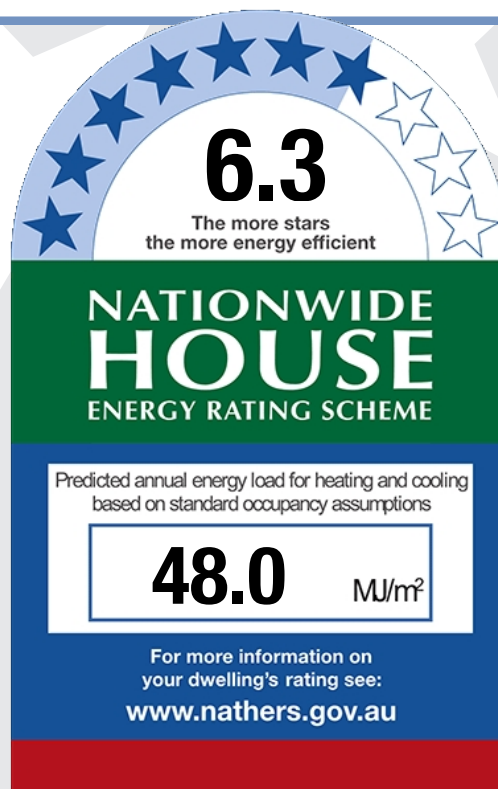 6.3
The more stars
the more energy efficient
NATIONWIDE
HOUSE
ENERGY RATING SCHEME
Predicted annual energy load for heating and cooling
based on standard occupancy assumptions
48.0 MJ/m²
For more information on
your dwelling's rating see:
www.nathers.gov.au